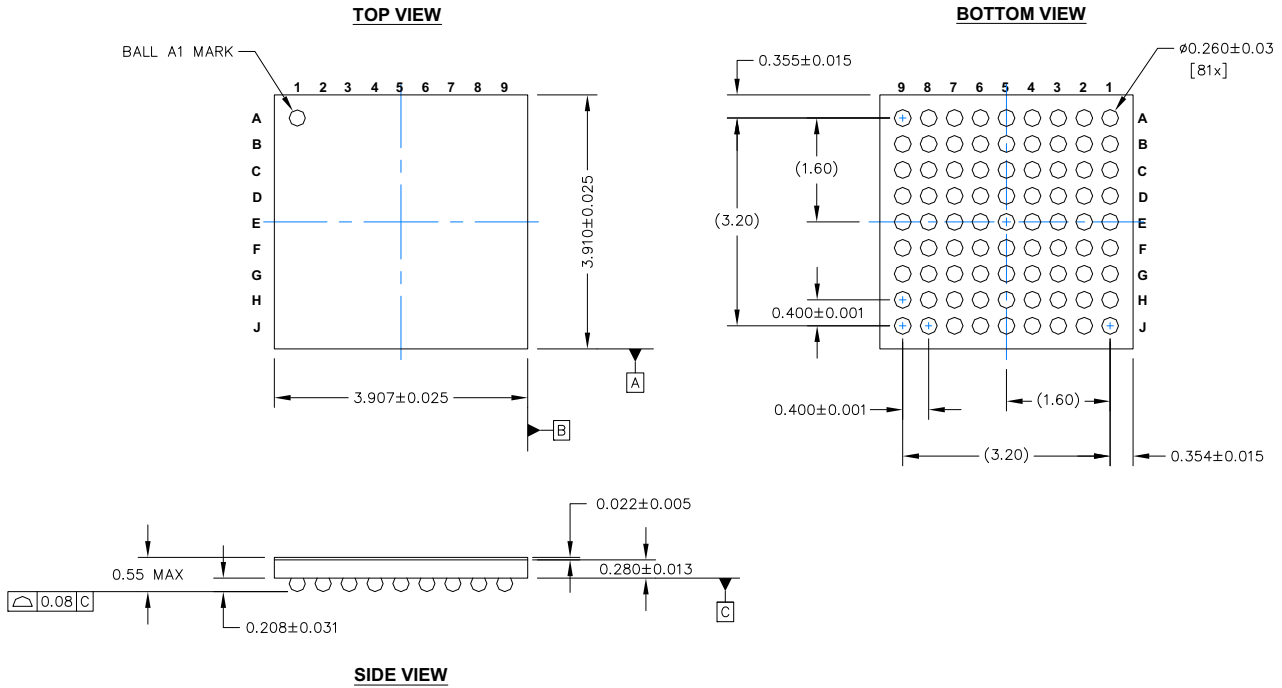 TOP VIEW
BALL A1 MARK
1 2 3 4 5 6 7 8 9
A
B
C
D
E
F
G
H
J
3.910±0.025
3.907±0.025
A
B
BOTTOM VIEW
0.355±0.015
⌀0.260±0.03
[81x]
9 8 7 6 5 4 3 2 1
A
B
C
D
E
F
G
H
J
(1.60)
(3.20)
0.400±0.001
0.400±0.001
(1.60)
(3.20)
0.354±0.015
0.022±0.005
0.55 MAX
0.280±0.013
⌓ 0.08 C
C
0.208±0.031
SIDE VIEW